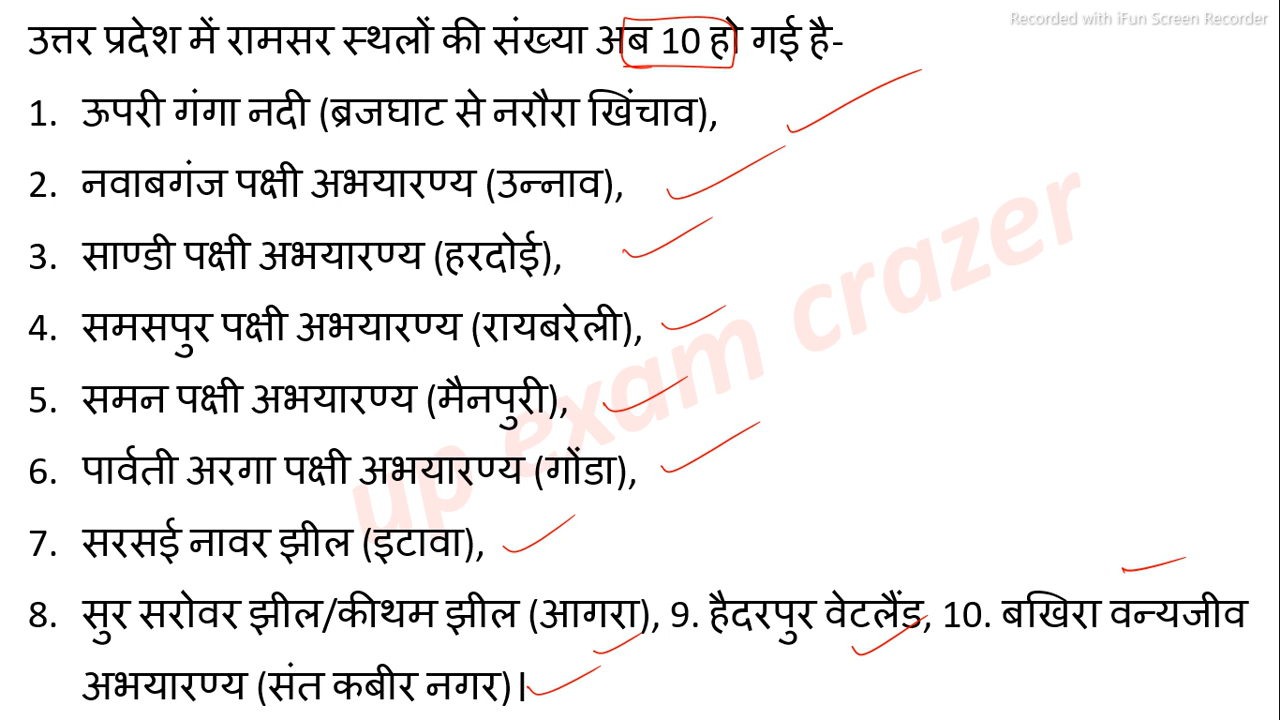 Recorded with iFun Screen Recorder
उत्तर प्रदेश में रामसर स्थलों की संख्या अब 10 हो गई है-
1. ऊपरी गंगा नदी (ब्रजघाट से नरौरा खिंचाव),
2. नवाबगंज पक्षी अभयारण्य (उन्नाव),
3. साण्डी पक्षी अभयारण्य (हरदोई),
4. समसपुर पक्षी अभयारण्य (रायबरेली),
5. समन पक्षी अभयारण्य (मैनपुरी),
6. पार्वती अरगा पक्षी अभयारण्य (गोंडा),
7. सरसई नावर झील (इटावा),
8. सुर सरोवर झील/कीथम झील (आगरा), 9. हैदरपुर वेटलैंड, 10. बखिरा वन्यजीव
अभयारण्य (संत कबीर नगर)।
up exam crazer